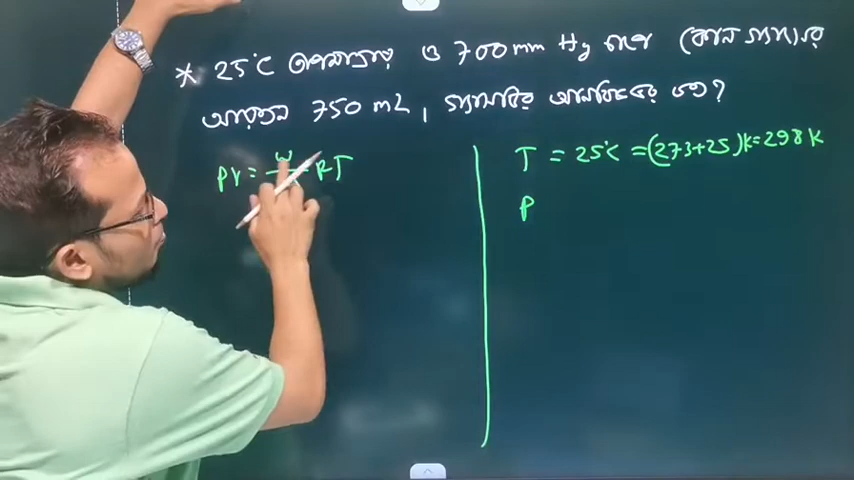 * 25°C তাপমাত্রায় ও 700 mm Hg চাপে কোন গ্যাসের
আয়তন 750 mL, গ্যাসটির আণবিক ভর কত?
PV = W RT
T = 25°C = (273+25)K = 298 K
P